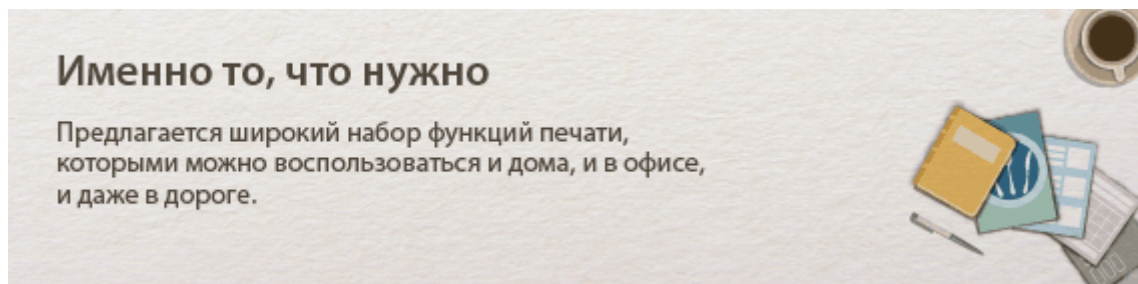 Именно то, что нужно
Предлагается широкий набор функций печати,
которыми можно воспользоваться и дома, и в офисе,
и даже в дороге.